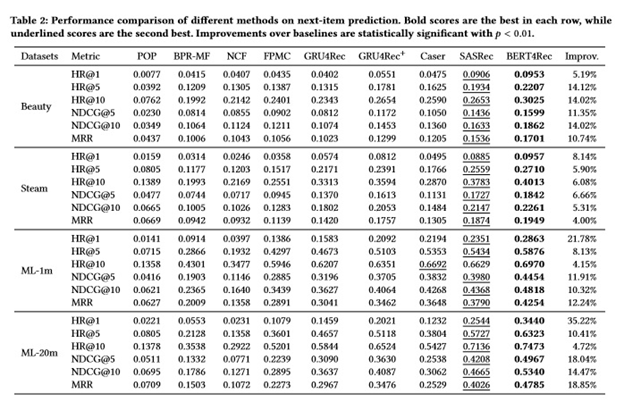 Table 2: Performance comparison of different methods on next-item prediction. Bold scores are the best in each row, while
underlined scores are the second best. Improvements over baselines are statistically significant with p < 0.01.
Datasets Metric POP BPR-MF NCF FPMC GRU4Rec GRU4Rec+ Caser SASRec BERT4Rec Improv.
Beauty
HR@1 0.0077 0.0415 0.0407 0.0435 0.0402 0.0551 0.0475 0.0906 0.0953 5.19%
HR@5 0.0392 0.1209 0.1305 0.1387 0.1315 0.1781 0.1625 0.1934 0.2207 14.12%
HR@10 0.0762 0.1992 0.2142 0.2401 0.2343 0.2654 0.2590 0.2653 0.3025 14.02%
NDCG@5 0.0230 0.0814 0.0855 0.0902 0.0812 0.1172 0.1050 0.1436 0.1599 11.35%
NDCG@10 0.0349 0.1064 0.1124 0.1211 0.1074 0.1453 0.1360 0.1633 0.1862 14.02%
MRR 0.0437 0.1006 0.1043 0.1056 0.1023 0.1299 0.1205 0.1536 0.1701 10.74%
Steam
HR@1 0.0159 0.0314 0.0246 0.0358 0.0574 0.0812 0.0495 0.0885 0.0957 8.14%
HR@5 0.0805 0.1177 0.1203 0.1517 0.2171 0.2391 0.1766 0.2559 0.2710 5.90%
HR@10 0.1389 0.1993 0.2169 0.2551 0.3313 0.3594 0.2870 0.3783 0.4013 6.08%
NDCG@5 0.0477 0.0744 0.0717 0.0945 0.1370 0.1613 0.1131 0.1727 0.1842 6.66%
NDCG@10 0.0665 0.1005 0.1026 0.1283 0.1802 0.2053 0.1484 0.2147 0.2261 5.31%
MRR 0.0669 0.0942 0.0932 0.1139 0.1420 0.1757 0.1305 0.1874 0.1949 4.00%
ML-1m
HR@1 0.0141 0.0914 0.0397 0.1386 0.1583 0.2092 0.2194 0.2351 0.2863 21.78%
HR@5 0.0715 0.2866 0.1932 0.4297 0.4673 0.5103 0.5353 0.5434 0.5876 8.13%
HR@10 0.1358 0.4301 0.3477 0.5946 0.6207 0.6351 0.6692 0.6629 0.6970 4.15%
NDCG@5 0.0416 0.1903 0.1146 0.2885 0.3196 0.3705 0.3832 0.3980 0.4454 11.91%
NDCG@10 0.0621 0.2365 0.1640 0.3439 0.3627 0.4064 0.4268 0.4368 0.4818 10.32%
MRR 0.0627 0.2009 0.1358 0.2891 0.3041 0.3462 0.3648 0.3790 0.4254 12.24%
ML-20m
HR@1 0.0221 0.0553 0.0231 0.1079 0.1459 0.2021 0.1232 0.2544 0.3440 35.22%
HR@5 0.0805 0.2128 0.1358 0.3601 0.4657 0.5118 0.3804 0.5727 0.6323 10.41%
HR@10 0.1378 0.3538 0.2922 0.5201 0.5844 0.6524 0.5427 0.7136 0.7473 4.72%
NDCG@5 0.0511 0.1332 0.0771 0.2239 0.3090 0.3630 0.2538 0.4208 0.4967 18.04%
NDCG@10 0.0695 0.1786 0.1271 0.2895 0.3637 0.4087 0.3062 0.4665 0.5340 14.47%
MRR 0.0709 0.1503 0.1072 0.2273 0.2967 0.3476 0.2529 0.4026 0.4785 18.85%